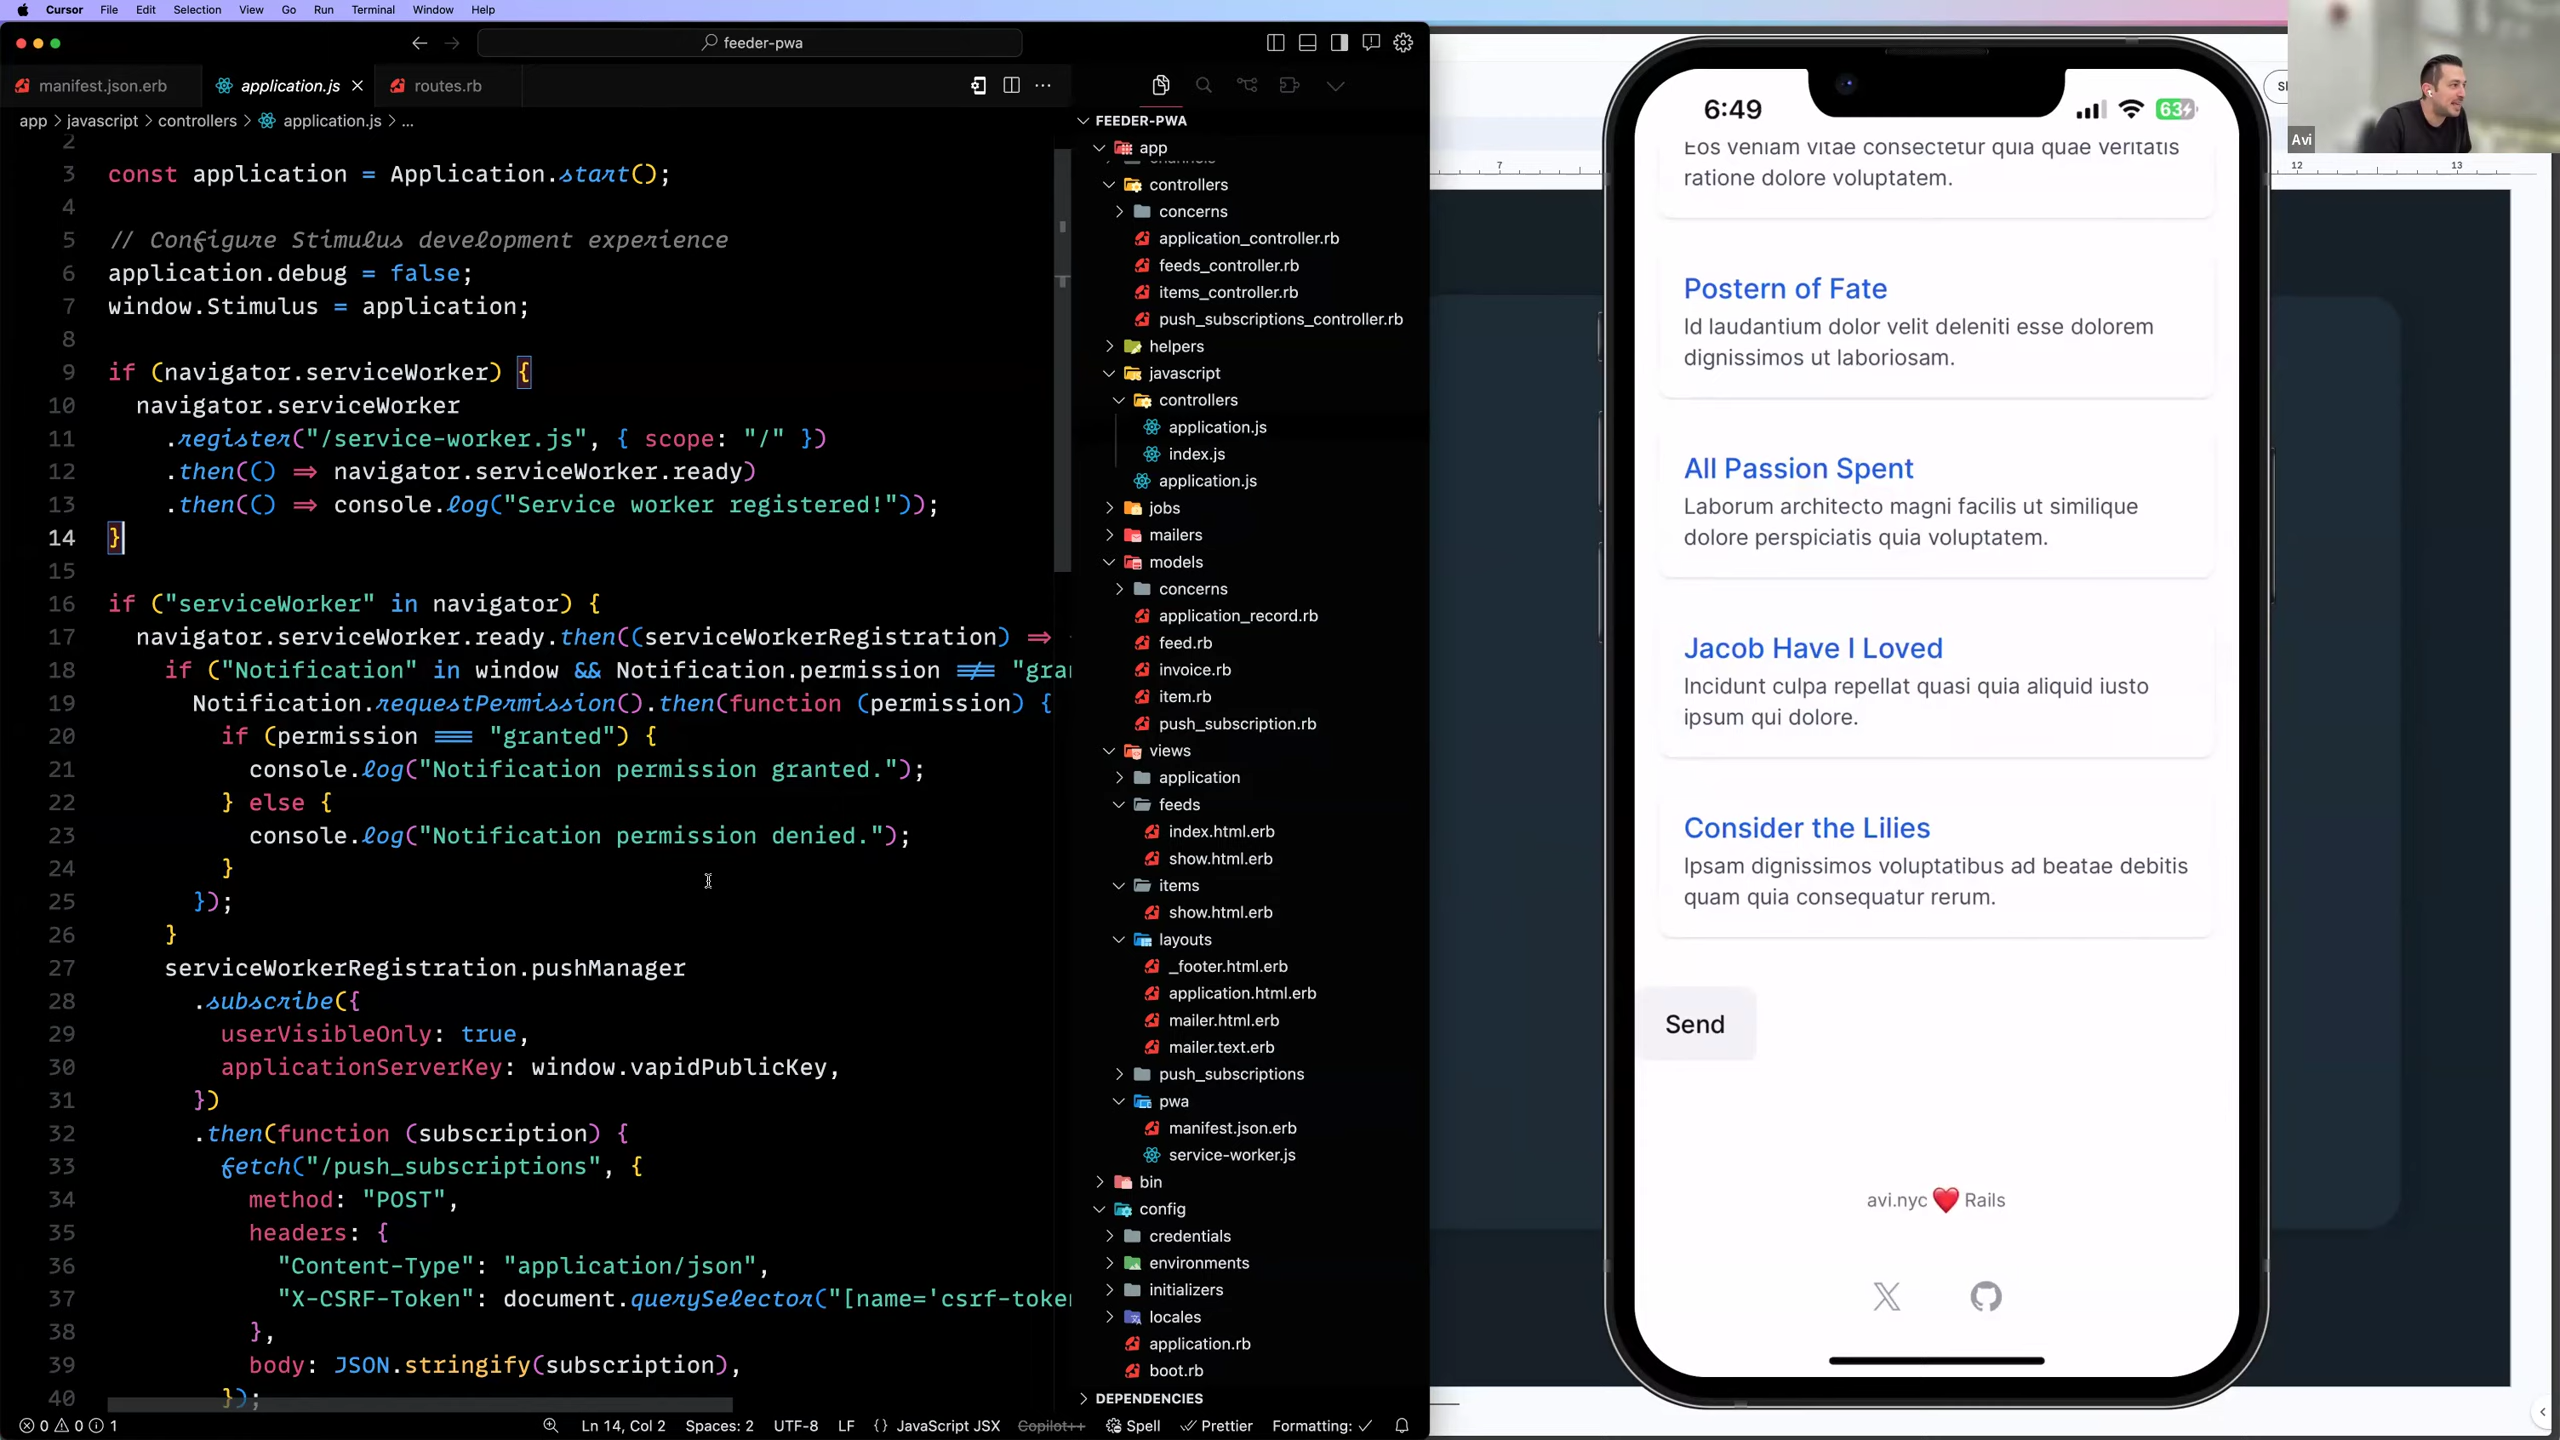 Cursor File Edit Selection View Go Run Terminal Window Help
feeder-pwa
manifest.json.erb
application.js
routes.rb
app > javascript > controllers > application.js > ...
2
3 const application = Application.start();
4
5 // Configure Stimulus development experience
6 application.debug = false;
7 window.Stimulus = application;
8
9 if (navigator.serviceWorker) {
10 navigator.serviceWorker
11 .register("/service-worker.js", { scope: "/" })
12 .then(() => navigator.serviceWorker.ready)
13 .then(() => console.log("Service worker registered!"));
14 }
15
16 if ("serviceWorker" in navigator) {
17 navigator.serviceWorker.ready.then((serviceWorkerRegistration) =>
18 if ("Notification" in window && Notification.permission !== "gra
19 Notification.requestPermission().then(function (permission) {
20 if (permission === "granted") {
21 console.log("Notification permission granted.");
22 } else {
23 console.log("Notification permission denied.");
24 }
25 });
26 }
27 serviceWorkerRegistration.pushManager
28 .subscribe({
29 userVisibleOnly: true,
30 applicationServerKey: window.vapidPublicKey,
31 })
32 .then(function (subscription) {
33 fetch("/push_subscriptions", {
34 method: "POST",
35 headers: {
36 "Content-Type": "application/json",
37 "X-CSRF-Token": document.querySelector("[name='csrf-token
38 },
39 body: JSON.stringify(subscription),
40 });
0 0 1
Ln 14, Col 2 Spaces: 2 UTF-8 LF {} JavaScript JSX Copilot++ Spell Prettier Formatting:
FEEDER-PWA
app
channels
controllers
concerns
application_controller.rb
feeds_controller.rb
items_controller.rb
push_subscriptions_controller.rb
helpers
javascript
controllers
application.js
index.js
application.js
jobs
mailers
models
concerns
application_record.rb
feed.rb
invoice.rb
item.rb
push_subscription.rb
views
application
feeds
index.html.erb
show.html.erb
items
show.html.erb
layouts
_footer.html.erb
application.html.erb
mailer.html.erb
mailer.text.erb
push_subscriptions
pwa
manifest.json.erb
service-worker.js
bin
config
credentials
environments
initializers
locales
application.rb
boot.rb
DEPENDENCIES
7
12
13
Avi
6:49
63
Eos veniam vitae consectetur quia quae veritatis
ratione dolore voluptatem.
Postern of Fate
Id laudantium dolor velit deleniti esse dolorem
dignissimos ut laboriosam.
All Passion Spent
Laborum architecto magni facilis ut similique
dolore perspiciatis quia voluptatem.
Jacob Have I Loved
Incidunt culpa repellat quasi quia aliquid iusto
ipsum qui dolore.
Consider the Lilies
Ipsam dignissimos voluptatibus ad beatae debitis
quam quia consequatur rerum.
Send
avi.nyc ❤️ Rails